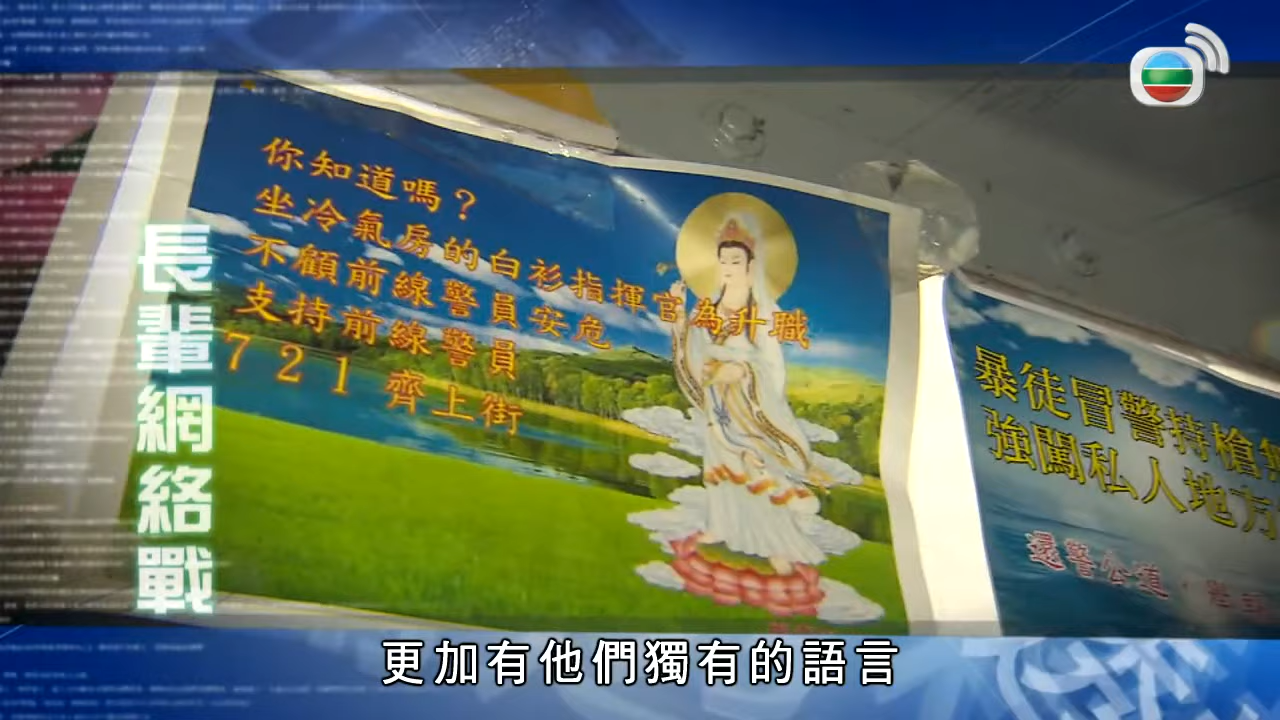 長輩網絡戰
你知道嗎？
坐冷氣房的白衫指揮官為升職
不顧前線警員安危
支持前線警員
721 齊上街
暴徒冒警持槍
強闖私人地方
還警公道，
更加有他們獨有的語言